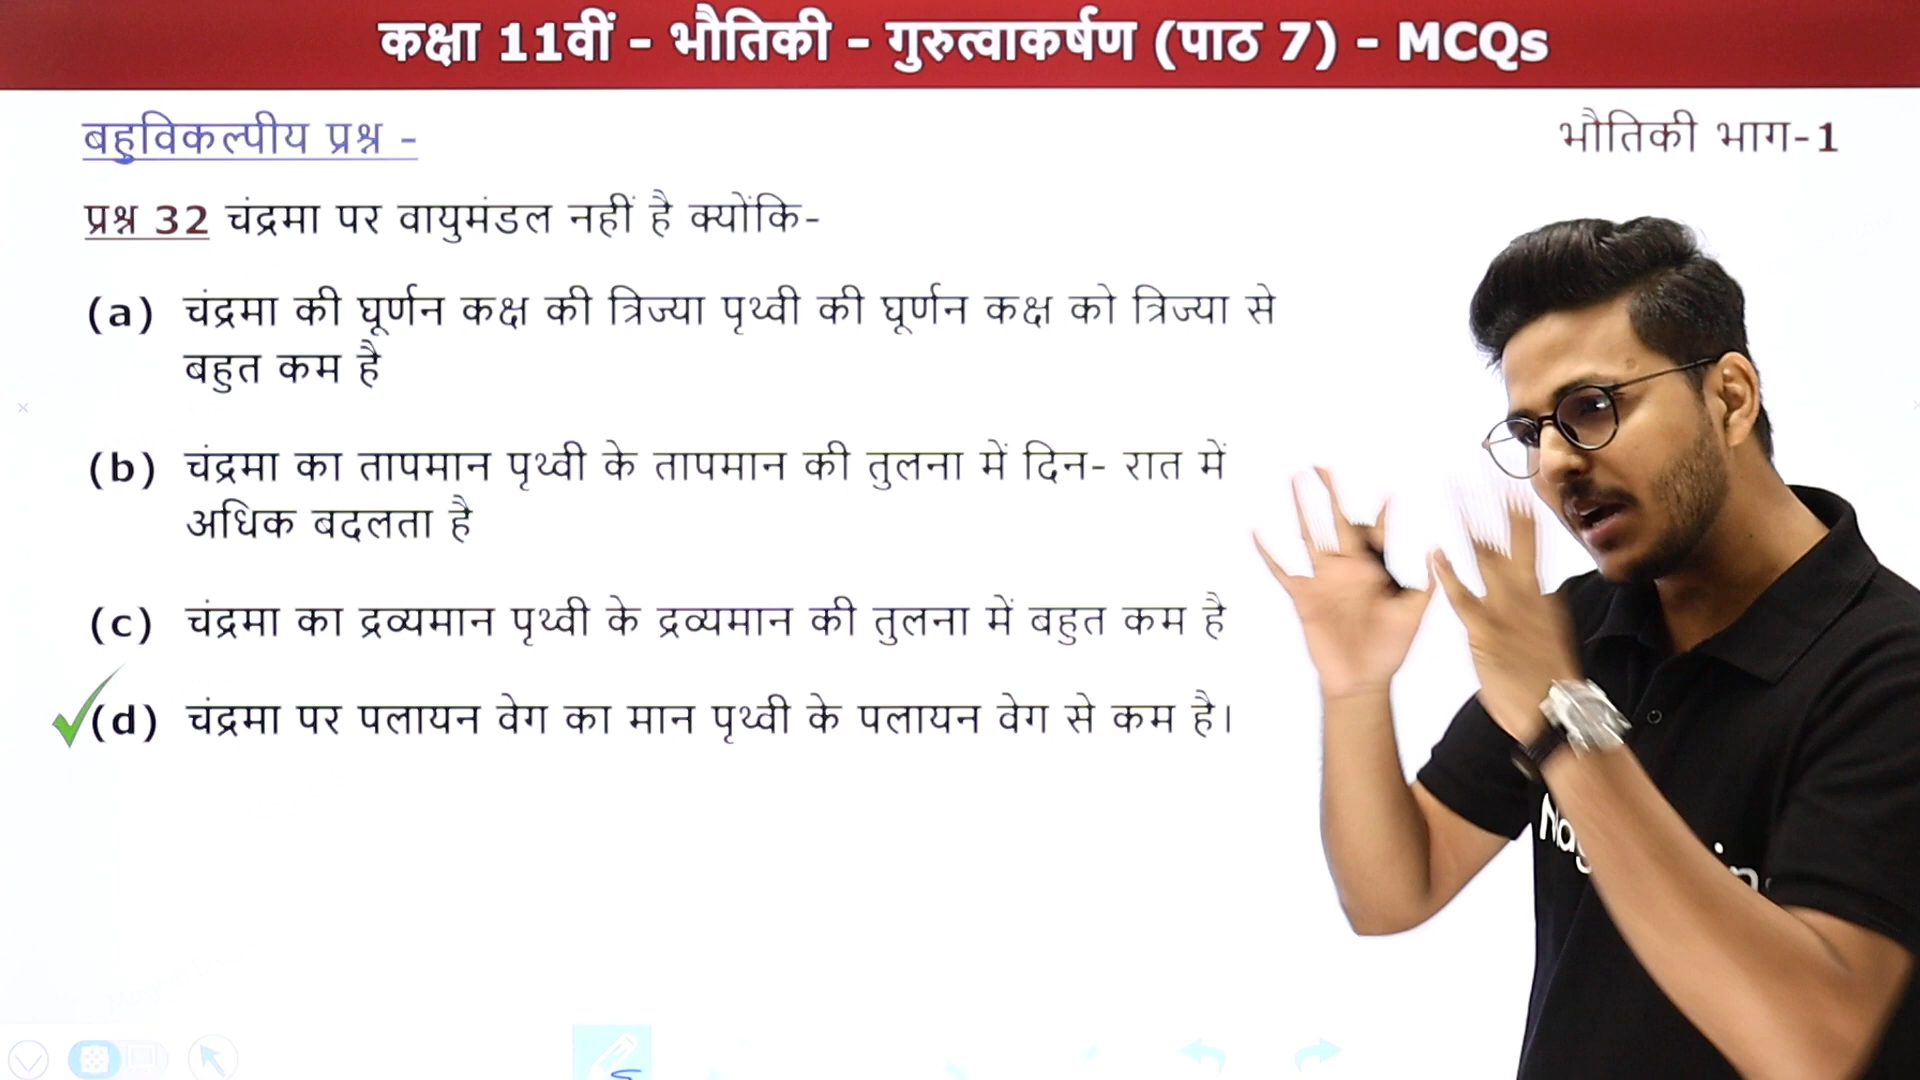 कक्षा 11वीं - भौतिकी - गुरुत्वाकर्षण (पाठ 7) - MCQs
बहुविकल्पीय प्रश्न -
भौतिकी भाग-1
प्रश्न 32 चंद्रमा पर वायुमंडल नहीं है क्योंकि-
(a) चंद्रमा की घूर्णन कक्ष की त्रिज्या पृथ्वी की घूर्णन कक्ष को त्रिज्या से
बहुत कम है
(b) चंद्रमा का तापमान पृथ्वी के तापमान की तुलना में दिन- रात में
अधिक बदलता है
(c) चंद्रमा का द्रव्यमान पृथ्वी के द्रव्यमान की तुलना में बहुत कम है
(d) चंद्रमा पर पलायन वेग का मान पृथ्वी के पलायन वेग से कम है।